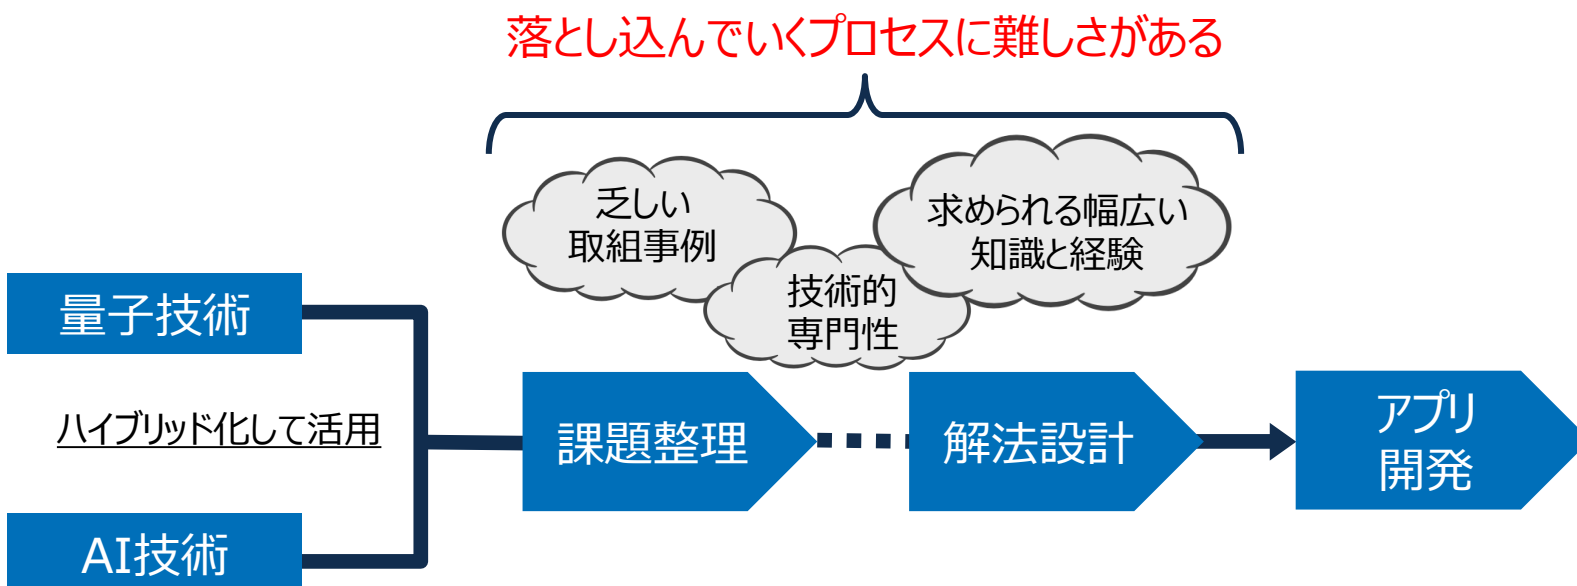 落とし込んでいくプロセスに難しさがある
乏しい
取組事例
求められる幅広い
知識と経験
技術的
専門性
量子技術
ハイブリッド化して活用
AI技術
課題整理
解法設計
アプリ
開発